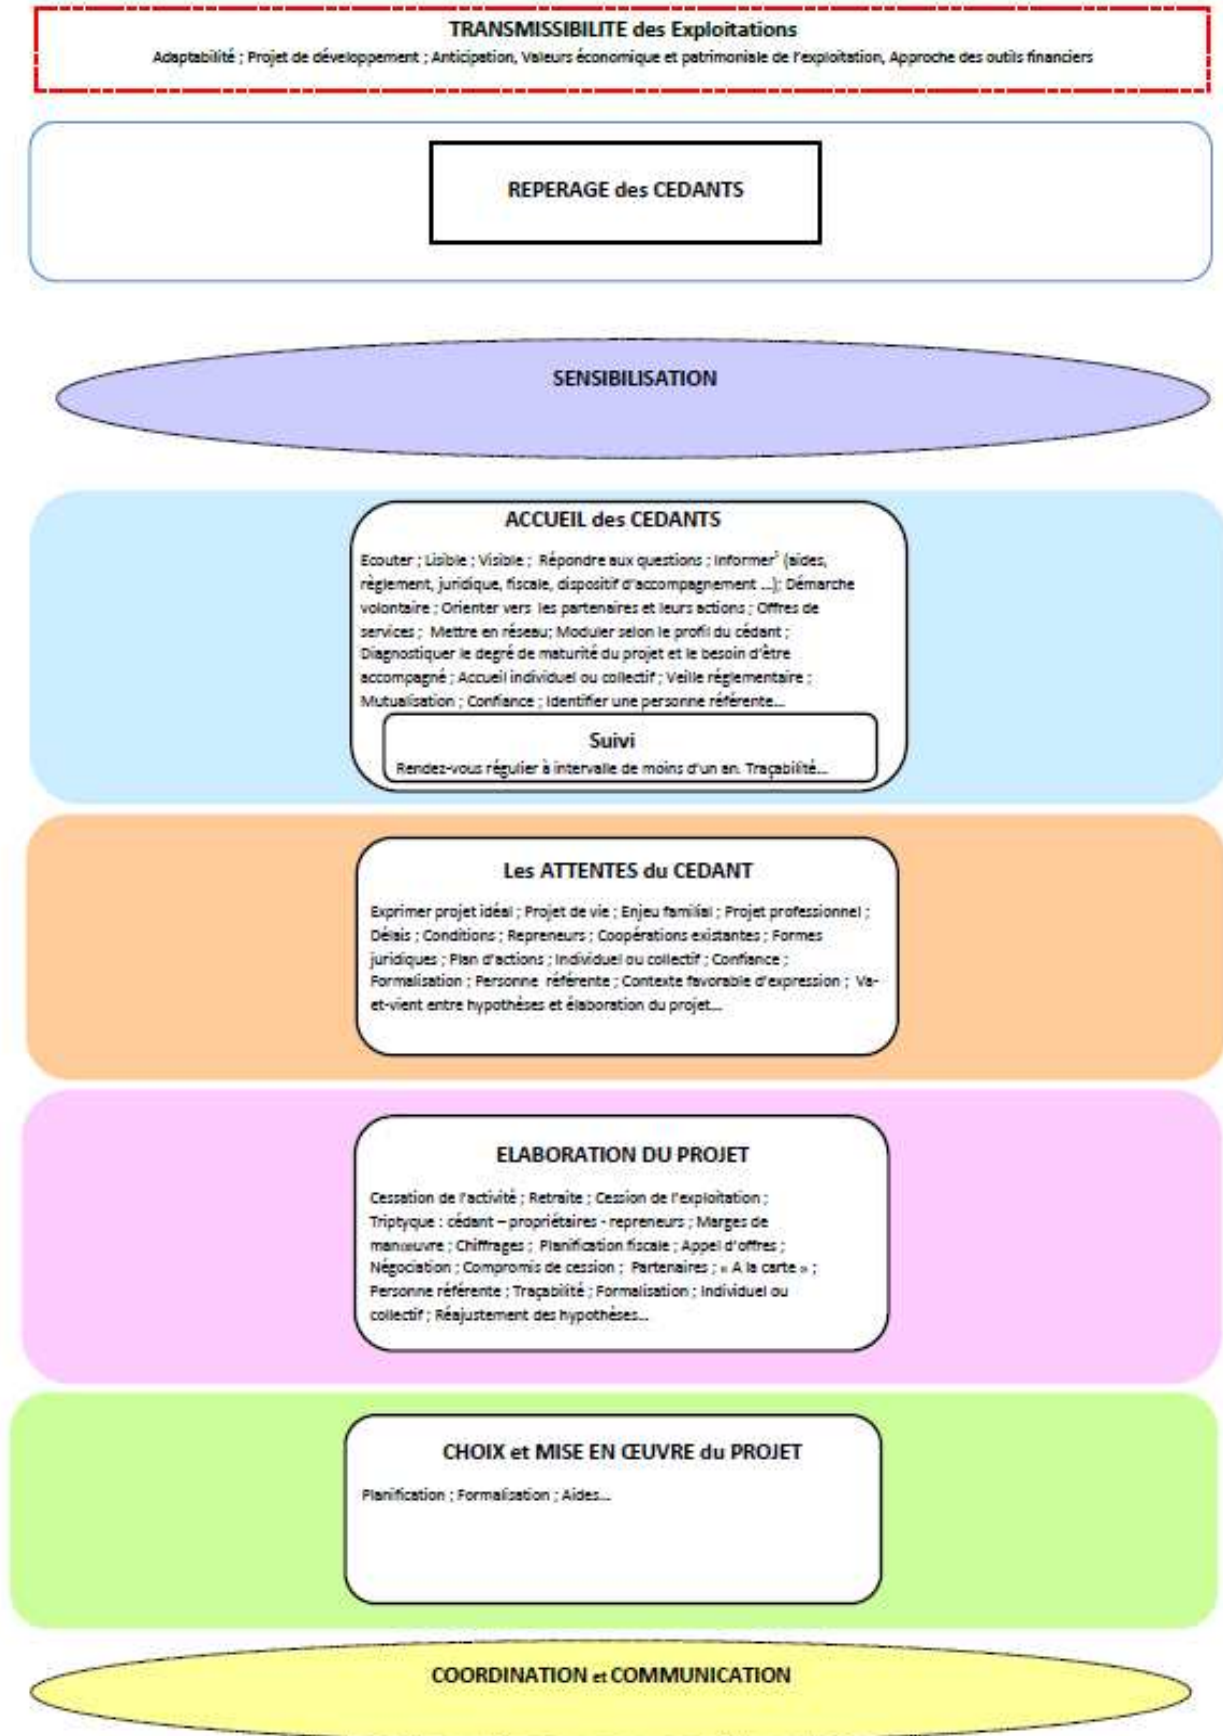 TRANSMISSIBILITE des Exploitations
Adaptabilité ; Projet de développement ; Anticipation, Valeurs économique et patrimoniale de l'exploitation, Approche des outils financiers
REPERAGE des CEDANTS
SENSIBILISATION
ACCUEIL des CEDANTS
Ecouter ; Lisible ; Visible ; Répondre aux questions ; Informer² (aides,
règlement, juridique, fiscale, dispositif d'accompagnement ...); Démarche
volontaire ; Orienter vers les partenaires et leurs actions ; Offres de
services ; Mettre en réseau; Moduler selon le profil du cédant ;
Diagnostiquer le degré de maturité du projet et le besoin d'être
accompagné ; Accueil individuel ou collectif ; Veille réglementaire ;
Mutualisation ; Confiance ; Identifier une personne référente...
Suivi
Rendez-vous régulier à intervalle de moins d'un an. Traçabilité...
Les ATTENTES du CEDANT
Exprimer projet idéal ; Projet de vie ; Enjeu familial ; Projet professionnel ;
Délais ; Conditions ; Repreneurs ; Coopérations existantes ; Formes
juridiques ; Plan d'actions ; Individuel ou collectif ; Confiance ;
Formalisation ; Personne référente ; Contexte favorable d'expression ; Va-
et-vient entre hypothèses et élaboration du projet...
ELABORATION DU PROJET
Cessation de l'activité ; Retraite ; Cession de l'exploitation ;
Triptyque : cédant – propriétaires - repreneurs ; Marges de
manœuvre ; Chiffrages ; Planification fiscale ; Appel d'offres ;
Négociation ; Compromis de cession ; Partenaires ; « A la carte » ;
Personne référente ; Traçabilité ; Formalisation ; Individuel ou
collectif ; Réajustement des hypothèses...
CHOIX et MISE EN ŒUVRE du PROJET
Planification ; Formalisation ; Aides...
COORDINATION et COMMUNICATION